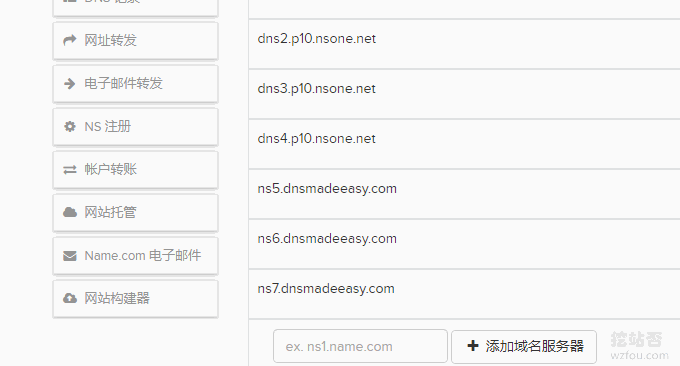 DNS 记录
网址转发
电子邮件转发
NS 注册
帐户转账
网站托管
Name.com 电子邮件
网站构建器
dns2.p10.nsone.net
dns3.p10.nsone.net
dns4.p10.nsone.net
ns5.dnsmadeeasy.com
ns6.dnsmadeeasy.com
ns7.dnsmadeeasy.com
ex. ns1.name.com
添加域名服务器
挖站否
wzfou.com